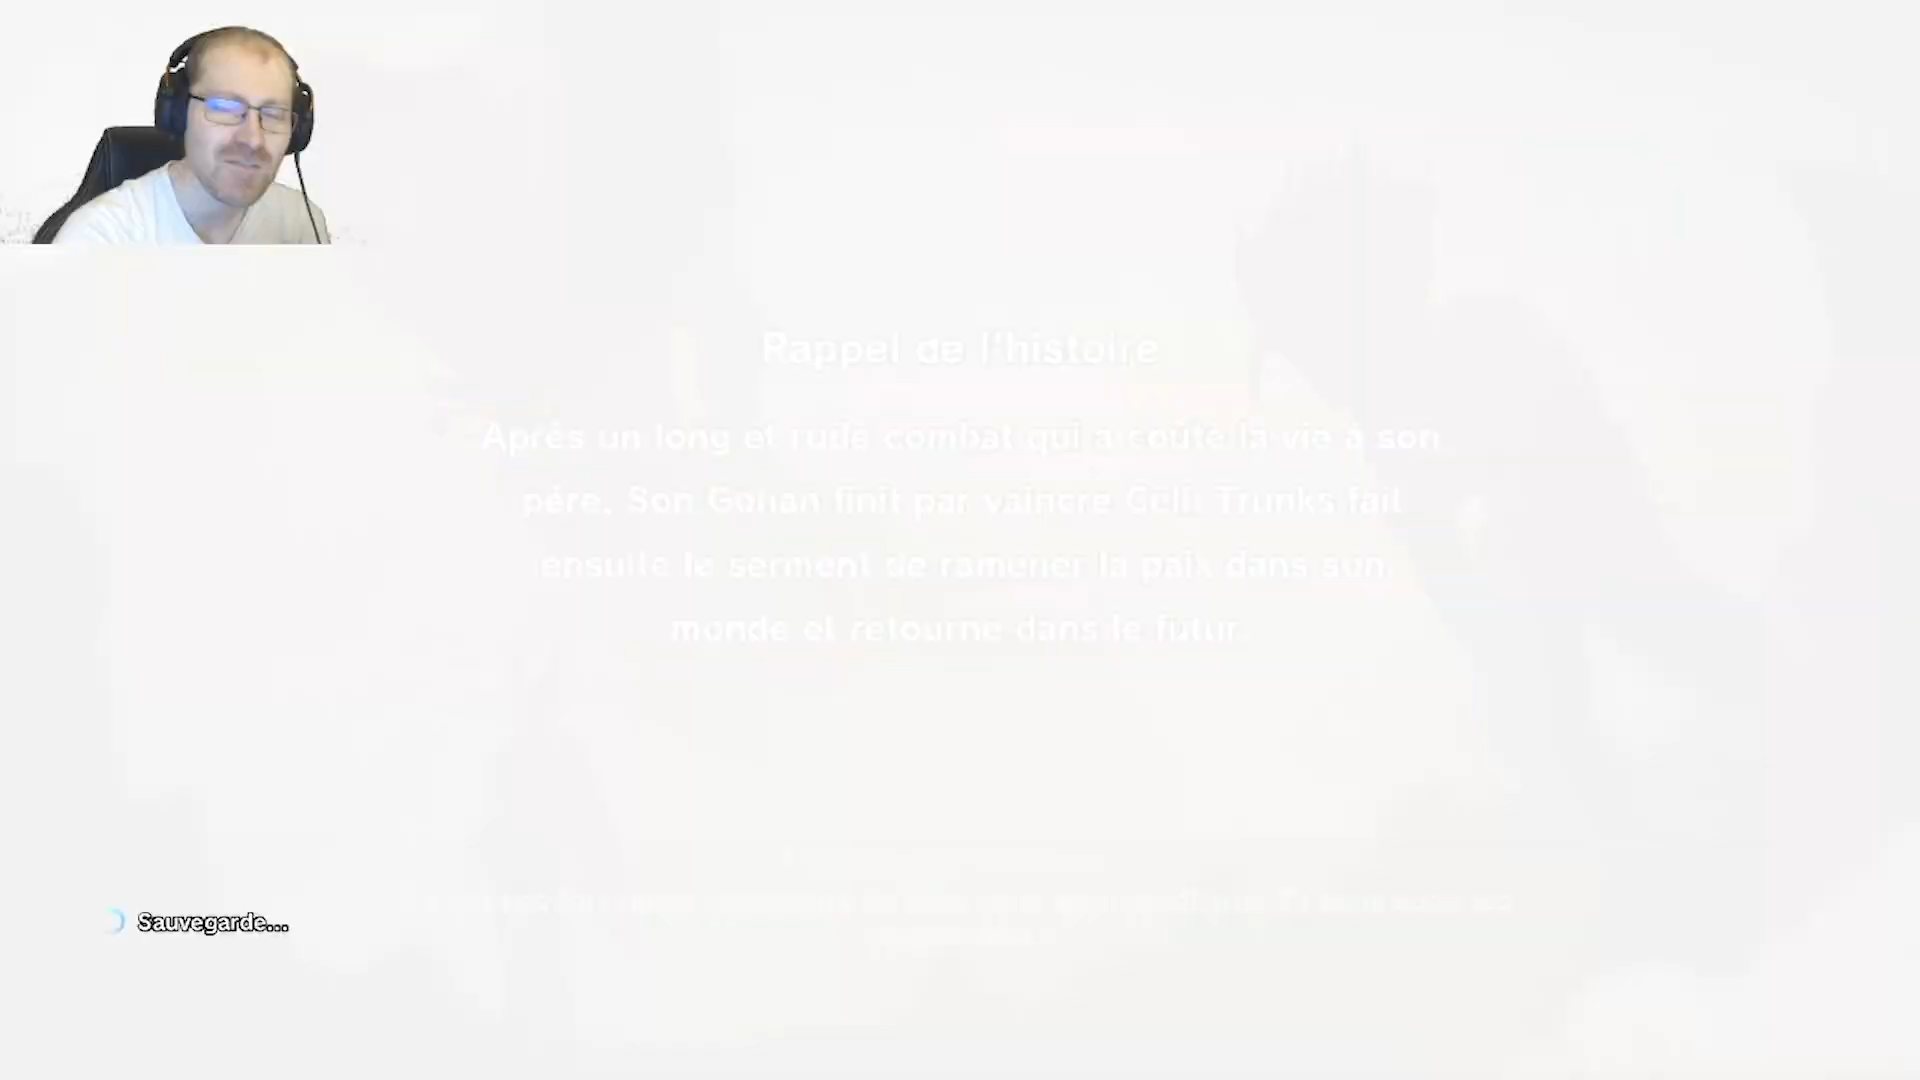 Rappel de l'histoire
Après un long et rude combat qui a coûté la vie à son
père, Son Gohan finit par vaincre Cell. Trunks fait
ensuite le serment de ramener la paix dans son
monde et retourne dans le futur.
Sauvegarde...